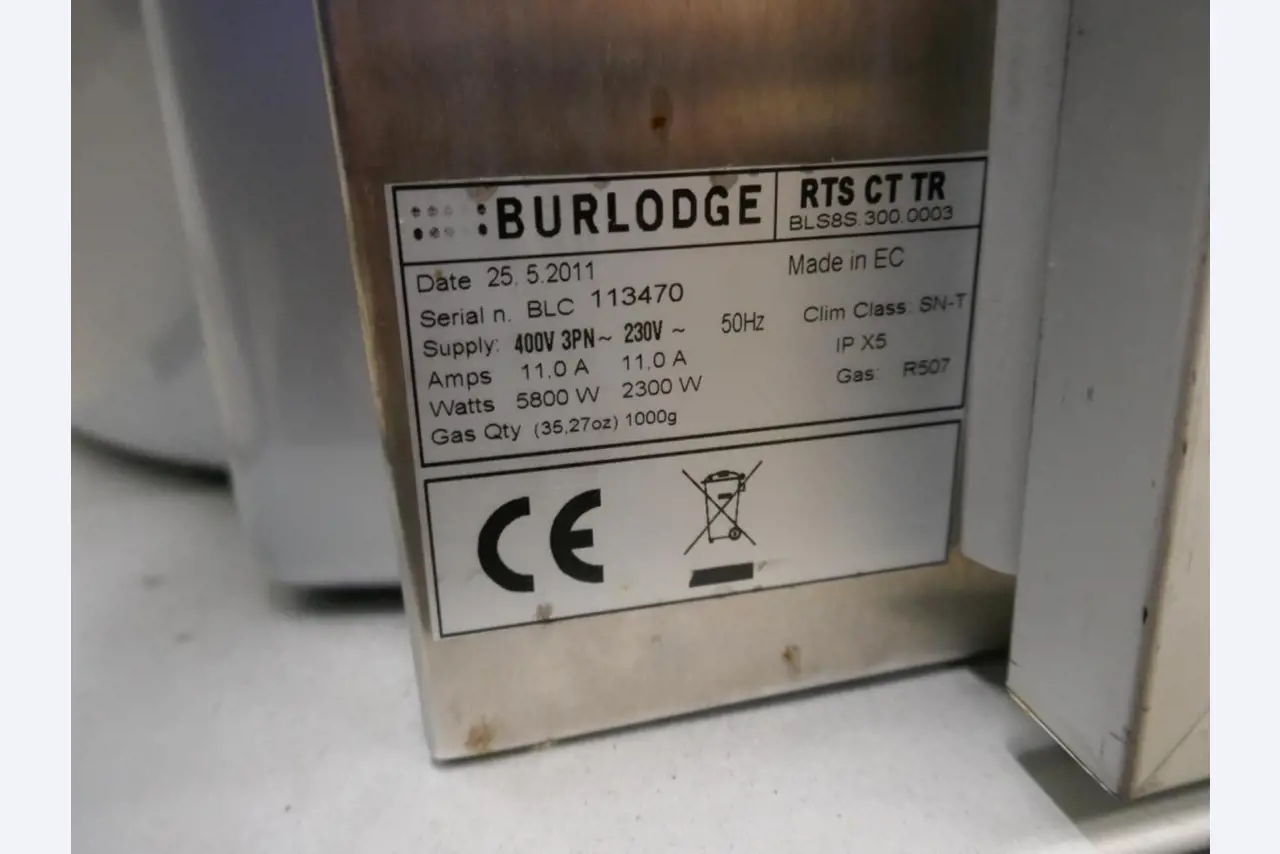 BURLODGE
RTS CT TR
BLS8S.300.0003
Date 25. 5.2011
Made in EC
Serial n. BLC 113470
Clim Class: SN-T
Supply: 400V 3PN~ 230V ~ 50Hz
IP X5
Amps 11.0 A 11.0 A
Gas: R507
Watts 5800 W 2300 W
Gas Qty (35,27oz) 1000g
CE